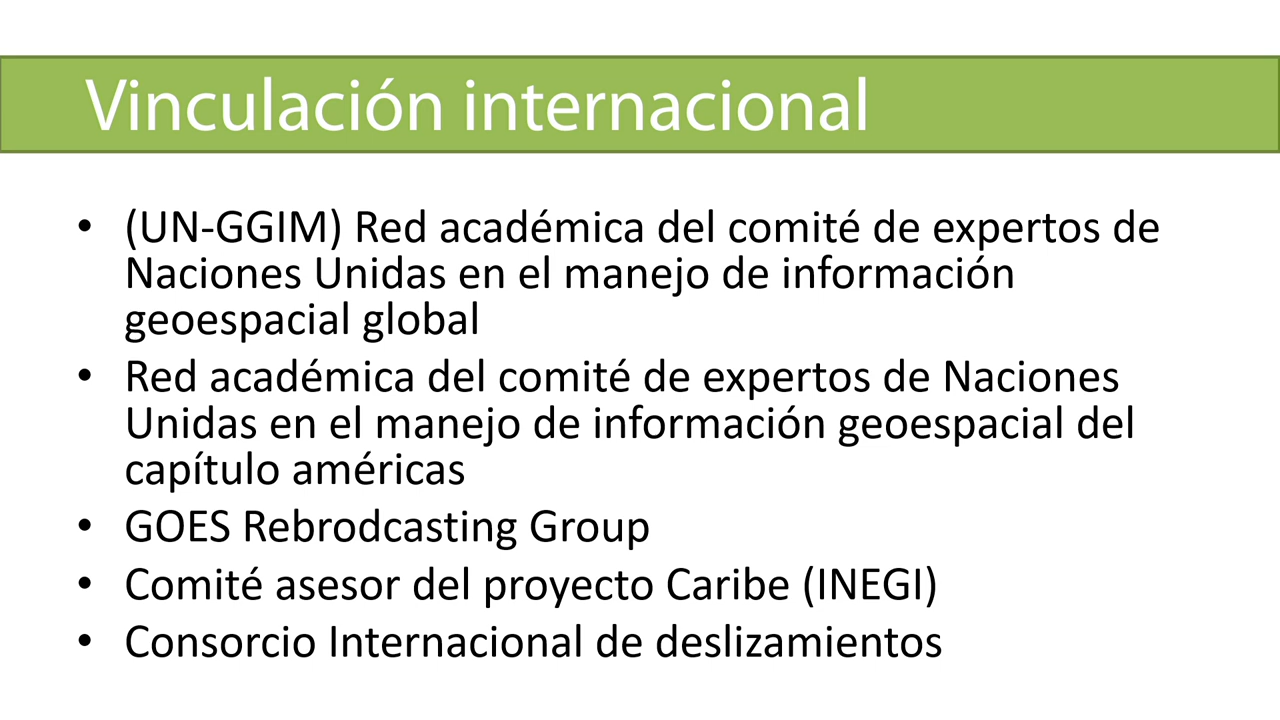 Vinculación internacional
• (UN-GGIM) Red académica del comité de expertos de
Naciones Unidas en el manejo de información
geoespacial global
• Red académica del comité de expertos de Naciones
Unidas en el manejo de información geoespacial del
capítulo américas
• GOES Rebrodcasting Group
• Comité asesor del proyecto Caribe (INEGI)
• Consorcio Internacional de deslizamientos